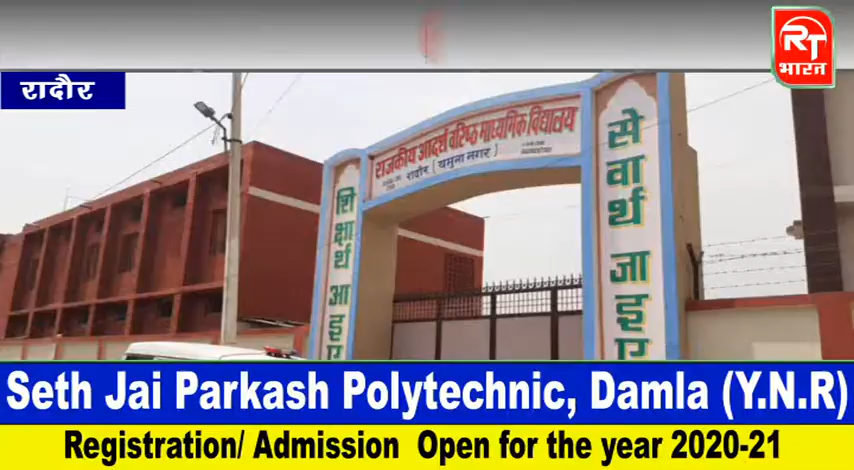 RT
भारत
रादौर
राजकीय आदर्श वरिष्ठ माध्यमिक विद्यालय
रादौर (यमुना नगर)
शिक्षार्थ आइए
सेवार्थ जाइए
Seth Jai Parkash Polytechnic, Damla (Y.N.R)
Registration/ Admission Open for the year 2020-21